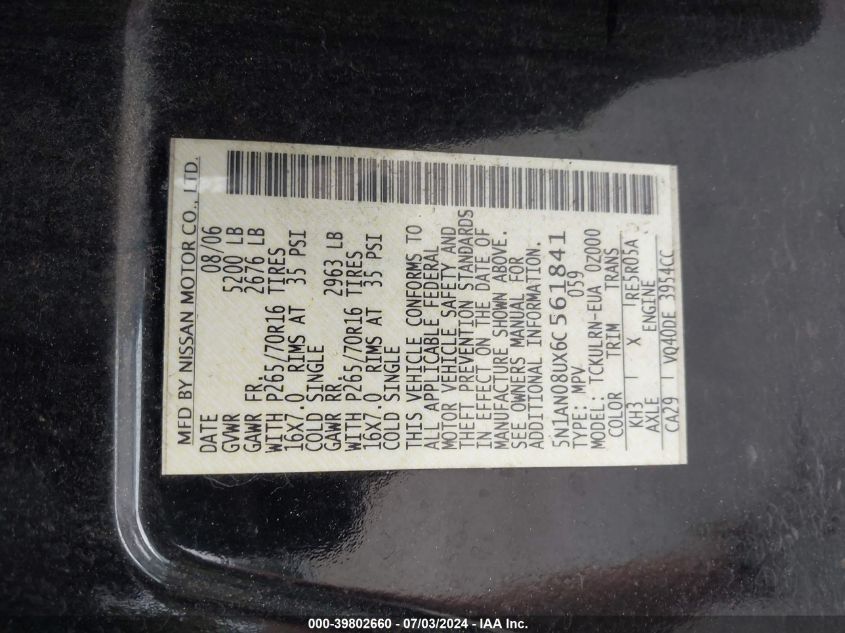 MFD BY NISSAN MOTOR CO., LTD.
DATE 08/06
GVWR 5200 LB
GAWR FR. 2676 LB
WITH P265/70R16 TIRES
16X7.0 RIMS AT 35 PSI
COLD SINGLE
GAWR RR. 2963 LB
WITH P265/70R16 TIRES
16X7.0 RIMS AT 35 PSI
COLD SINGLE
THIS VEHICLE CONFORMS TO
ALL APPLICABLE FEDERAL
MOTOR VEHICLE SAFETY AND
THEFT PREVENTION STANDARDS
IN EFFECT ON THE DATE OF
MANUFACTURE SHOWN ABOVE.
SEE OWNERS MANUAL FOR
ADDITIONAL INFORMATION.
5N1AN08UX6C561841
TYPE: MPV 059
MODEL: TCKULRN-EUA 0Z000
COLOR TRIM TRANS
KH3 X RE5R05A
AXLE ENGINE
CA29 VQ40DE 3954CC
000-39802660 - 07/03/2024 - IAA Inc.